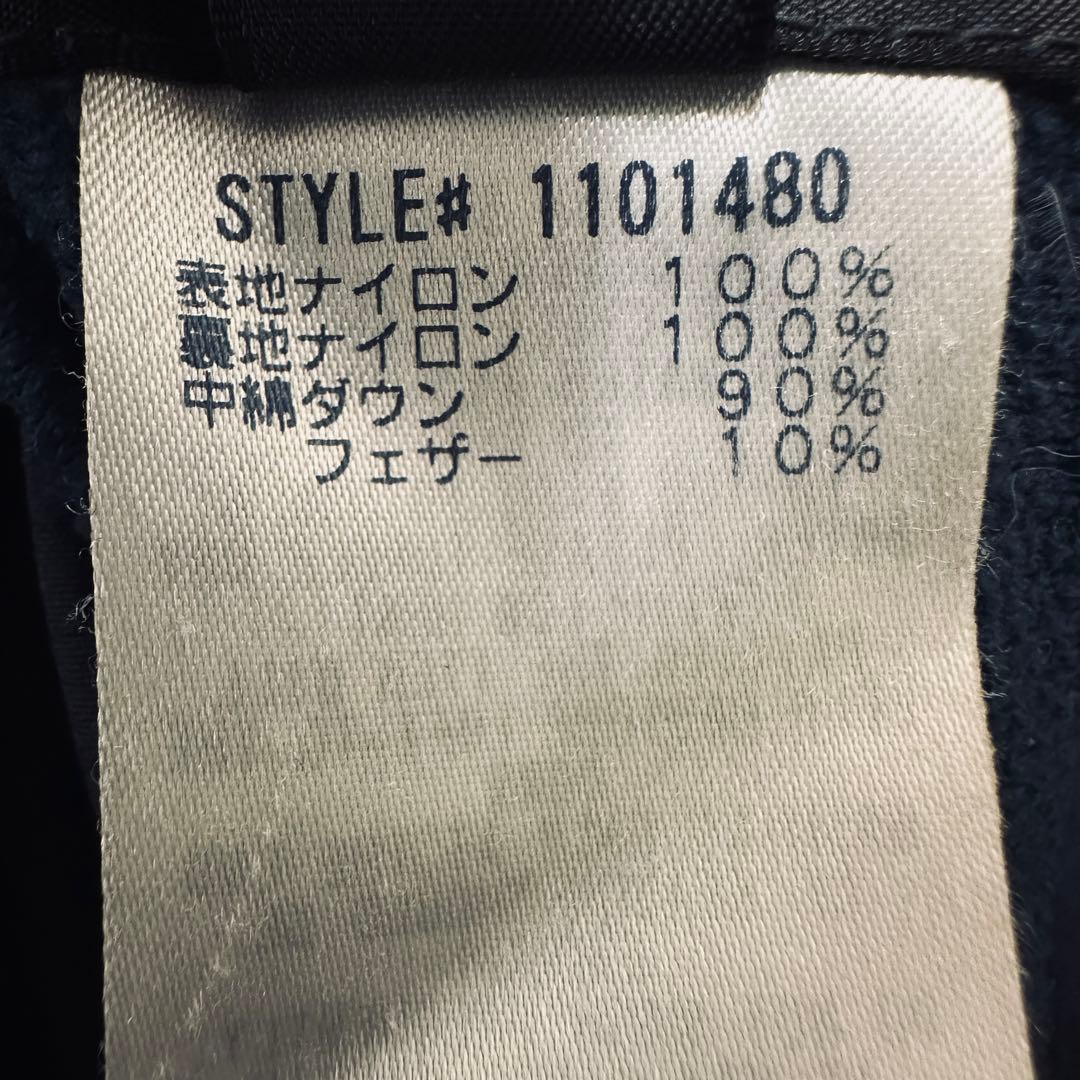 STYLE# 1101480
表地ナイロン 100%
裏地ナイロン 100%
中綿ダウン 90%
フェザー 10%